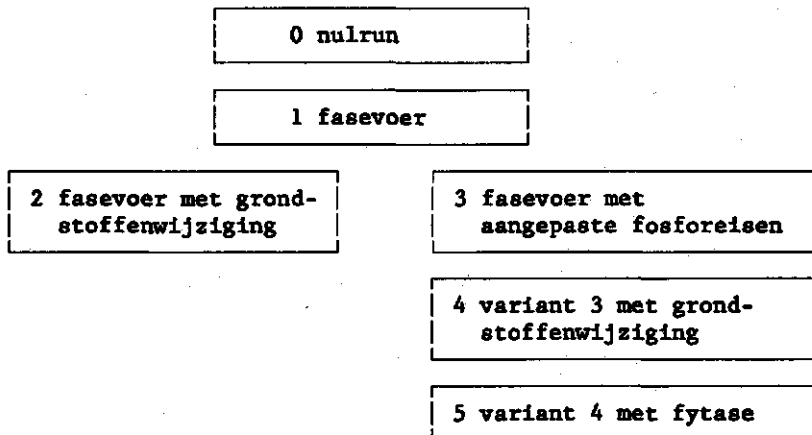 0 nulrun
1 fasevoer
2 fasevoer met grond-
stoffenwijziging
3 fasevoer met
aangepaste fosforeisen
4 variant 3 met grond-
stoffenwijziging
5 variant 4 met fytase